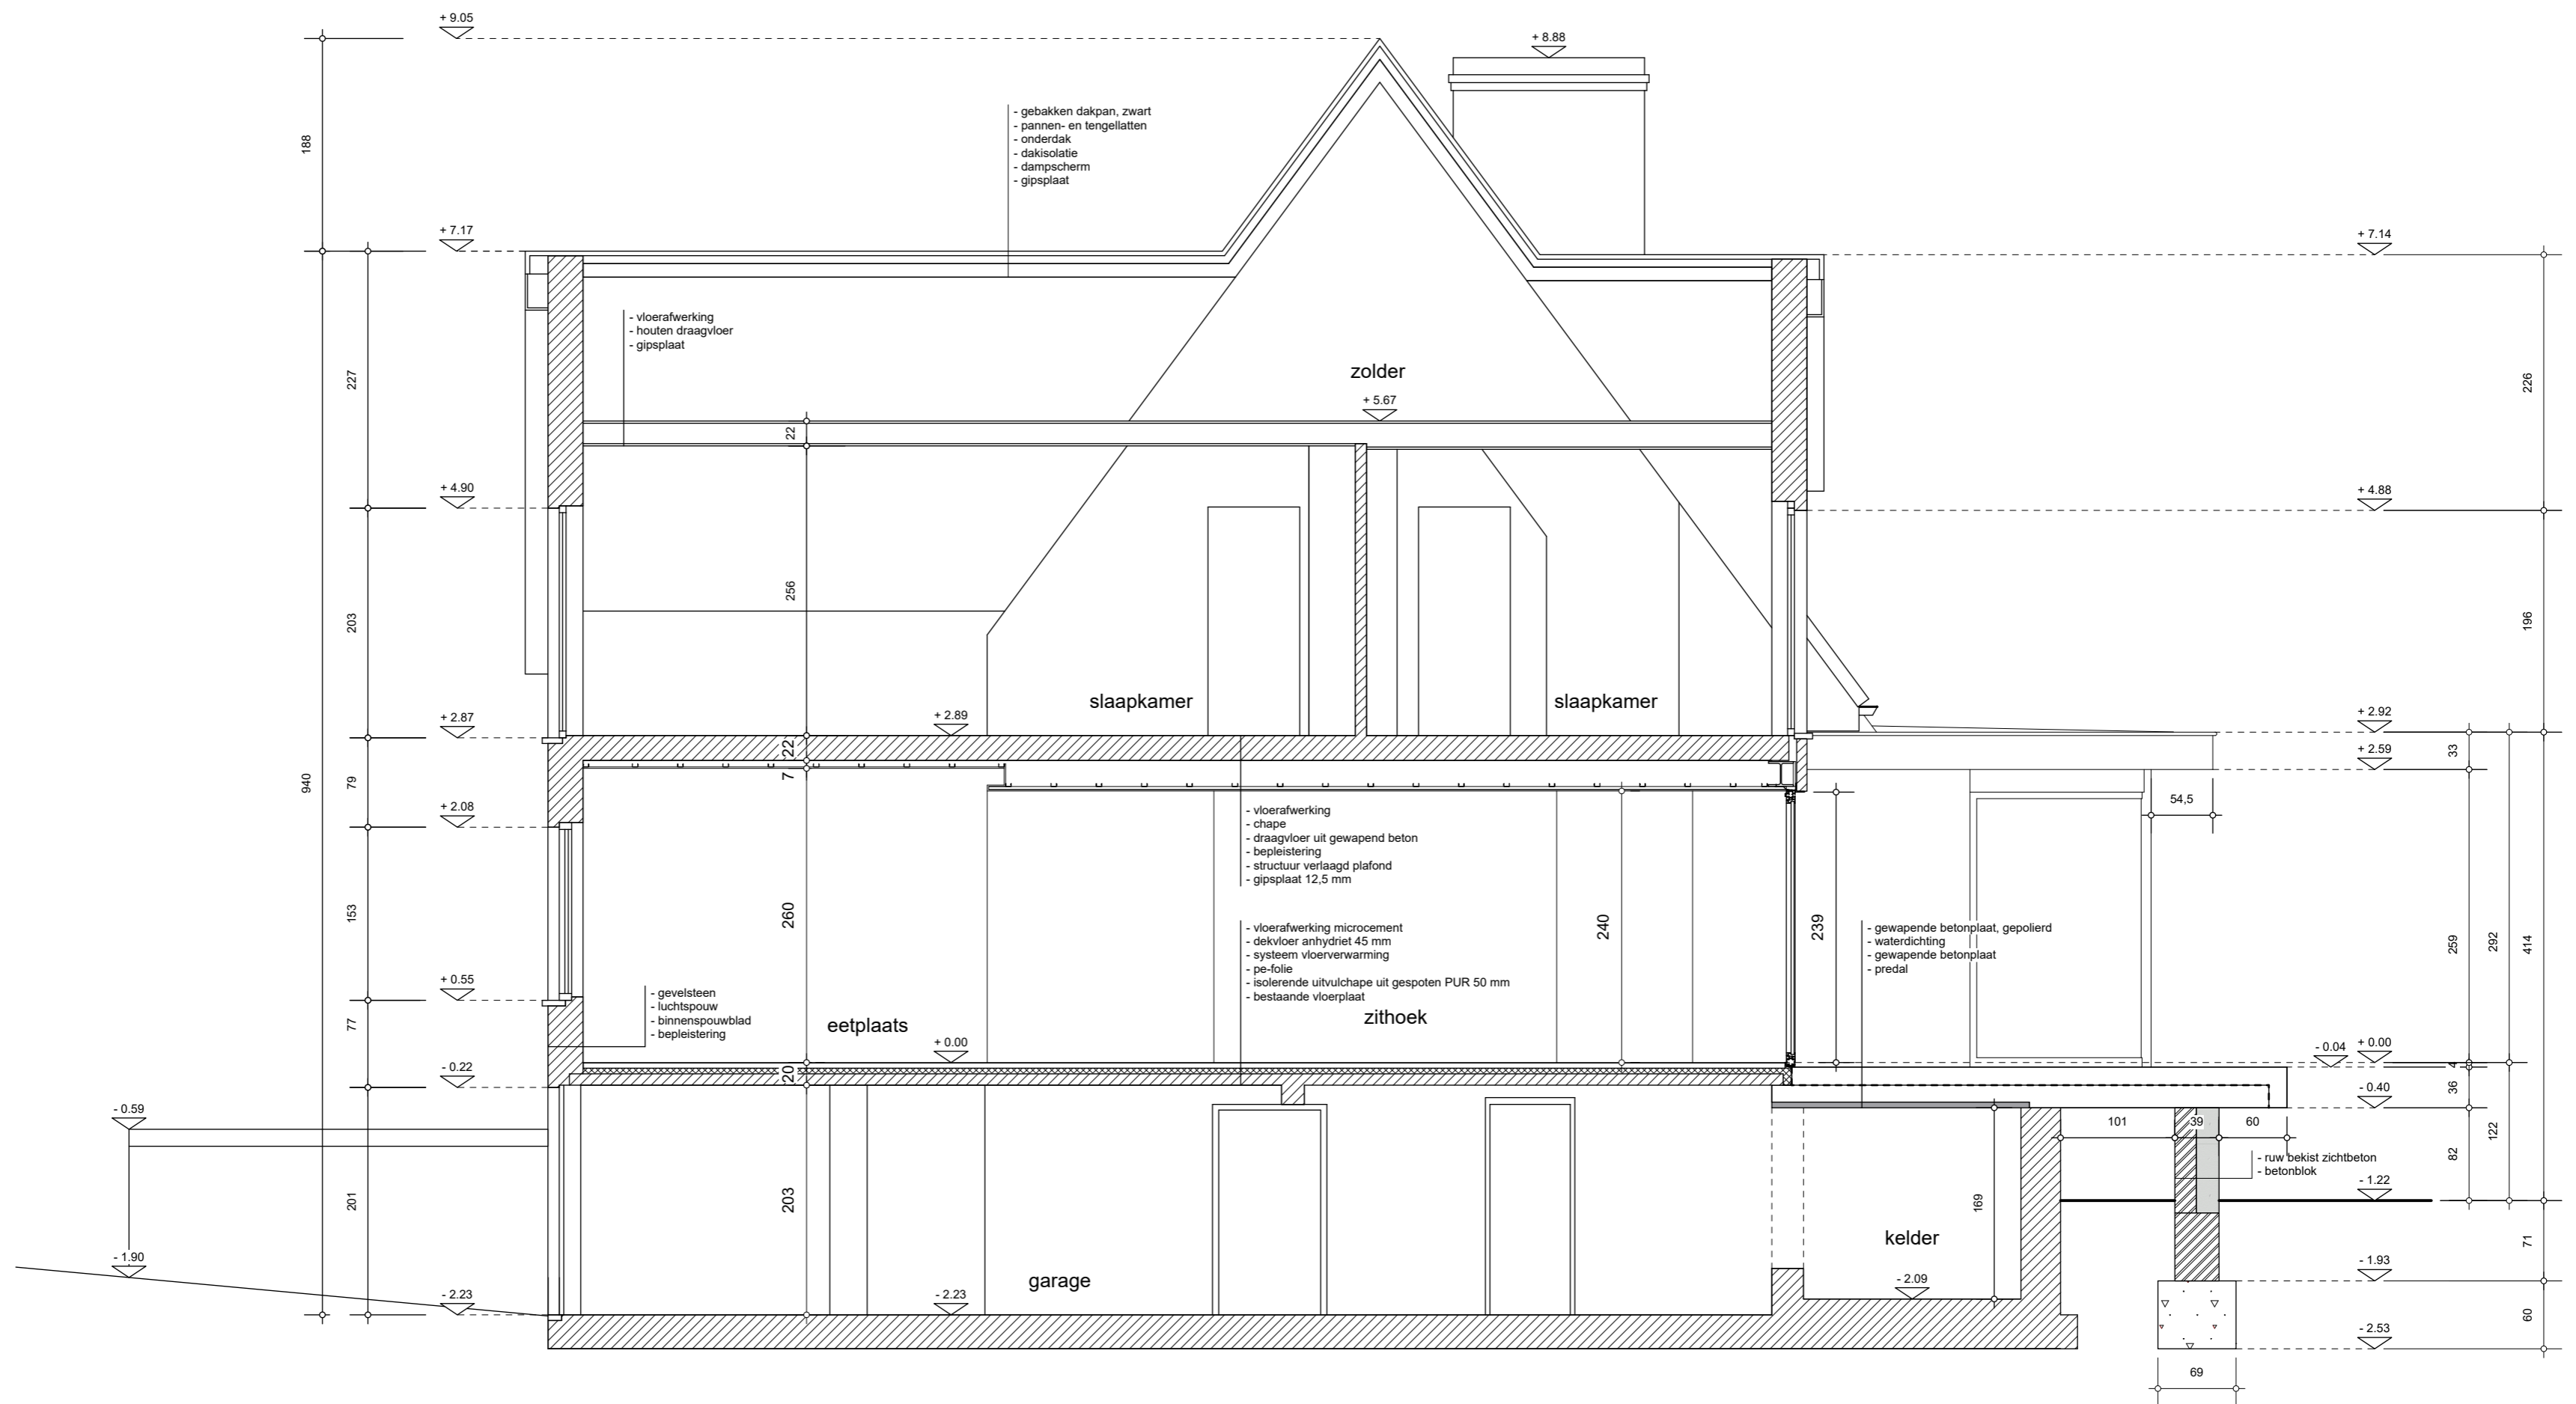 + 9.05
+ 8.88
188
- gebakken dakpan, zwart
- pannen- en tengellatten
- onderdak
- dakisolatie
- dampscherm
- gipsplaat
+ 7.17
+ 7.14
- vloerafwerking
- houten draagvloer
- gipsplaat
227
226
zolder
+ 5.67
22
+ 4.90
+ 4.88
256
203
196
slaapkamer
slaapkamer
+ 2.87
+ 2.89
+ 2.92
22
33
+ 2.59
940
79
7
54,5
+ 2.08
- vloerafwerking
- chape
- draagvloer uit gewapend beton
- bepleistering
- structuur verlaagd plafond
- gipsplaat 12,5 mm
153
260
240
239
259
292
414
- vloerafwerking microcement
- dekvloer anhydriet 45 mm
- systeem vloerverwarming
- pe-folie
- isolerende uitvulchape uit gespoten PUR 50 mm
- bestaande vloerplaat
- gewapende betonplaat, gepolierd
- waterdichting
- gewapende betonplaat
- predal
+ 0.55
- gevelsteen
- luchtspouw
- binnenspouwblad
- bepleistering
77
eetplaats
zithoek
+ 0.00
- 0.04
+ 0.00
4
- 0.22
20
36
- 0.40
- 0.59
101
39
60
122
82
- ruw bekist zichtbeton
- betonblok
- 1.22
201
203
169
71
kelder
- 1.90
garage
- 1.93
- 2.23
- 2.23
- 2.09
60
- 2.53
69